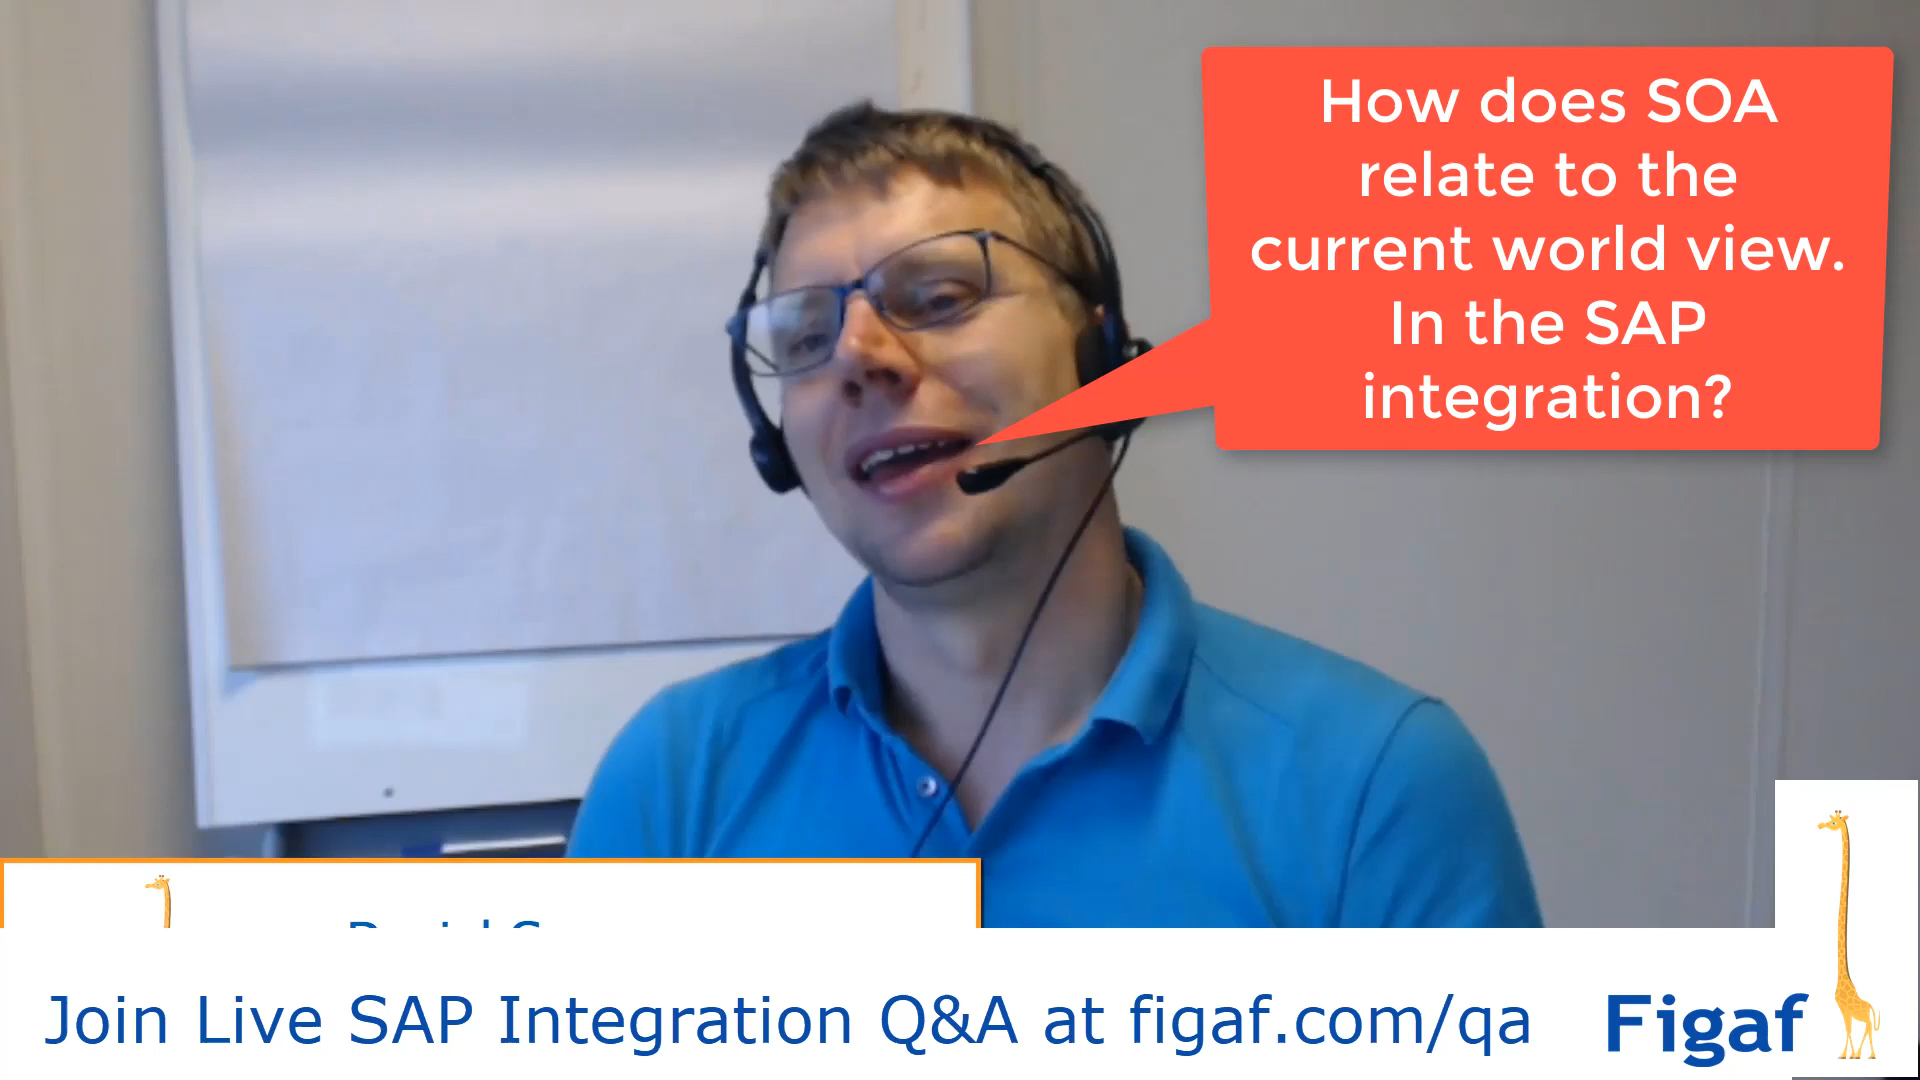 How does SOA
relate to the
current world view.
In the SAP
integration?
Join Live SAP Integration Q&A at figaf.com/qa
Figaf